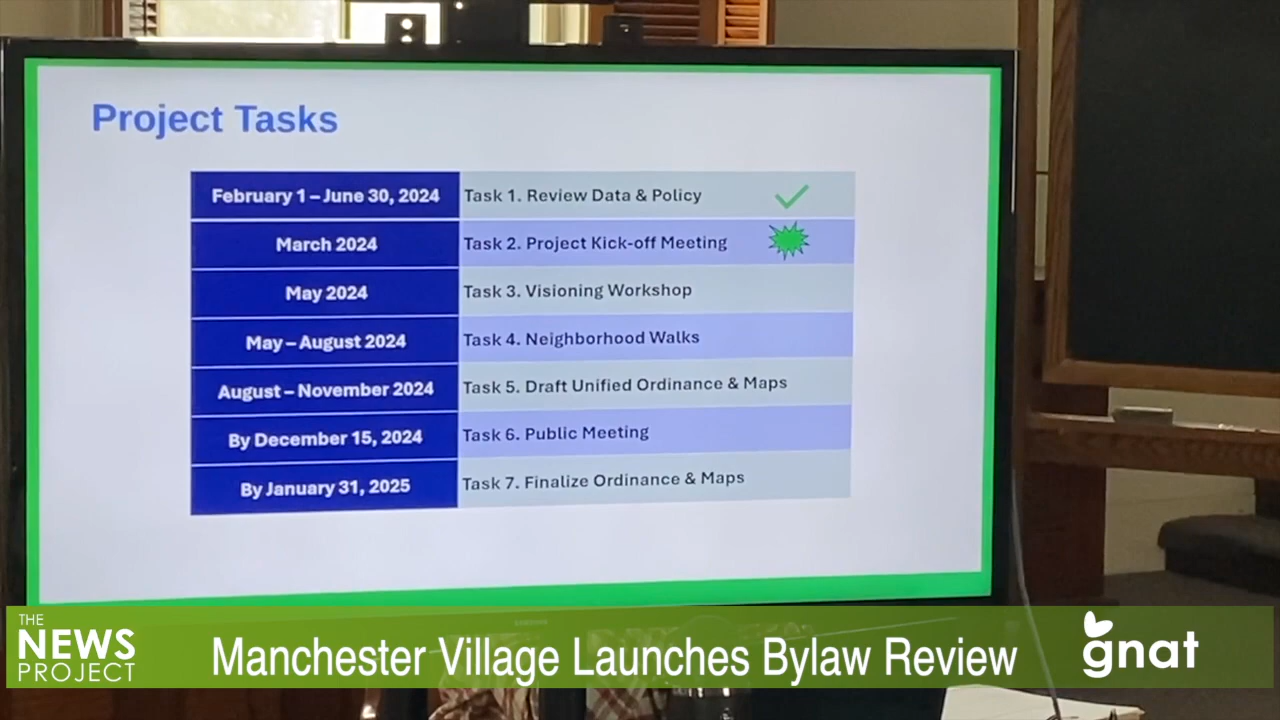 Project Tasks
February 1 – June 30, 2024 Task 1. Review Data & Policy
March 2024 Task 2. Project Kick-off Meeting
May 2024 Task 3. Visioning Workshop
May – August 2024 Task 4. Neighborhood Walks
August – November 2024 Task 5. Draft Unified Ordinance & Maps
By December 15, 2024 Task 6. Public Meeting
By January 31, 2025 Task 7. Finalize Ordinance & Maps
THE
NEWS
PROJECT
Manchester Village Launches Bylaw Review
gnat